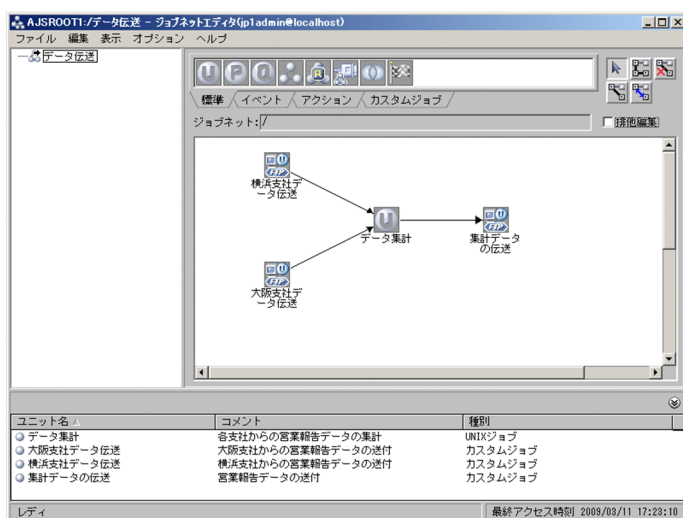 AJSROOT1:/データ伝送 - ジョブネットエディタ(jp1admin@localhost)
ファイル 編集 表示 オプション ヘルプ
データ伝送
U P Q
標準 イベント アクション カスタムジョブ
ジョブネット:/
排他編集
U
FTP
横浜支社デ
ータ伝送
U
データ集計
U
FTP
集計データ
の伝送
U
FTP
大阪支社デ
ータ伝送
ユニット名 コメント 種別
データ集計 各支社からの営業報告データの集計 UNIXジョブ
大阪支社データ伝送 大阪支社からの営業報告データの送付 カスタムジョブ
横浜支社データ伝送 横浜支社からの営業報告データの送付 カスタムジョブ
集計データの伝送 営業報告データの送付 カスタムジョブ
レディ 最終アクセス時刻 2009/03/11 17:23:10